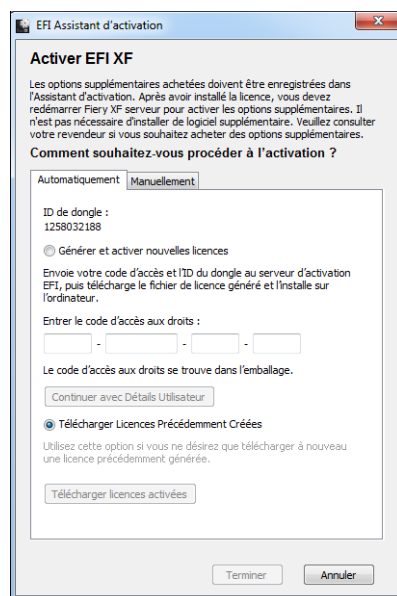 EFI Assistant d'activation
Activer EFI XF
Les options supplémentaires achetées doivent être enregistrées dans
l'Assistant d'activation. Après avoir installé la licence, vous devez
redémarrer Fiery XF serveur pour activer les options supplémentaires. Il
n'est pas nécessaire d'installer de logiciel supplémentaire. Veuillez consulter
votre revendeur si vous souhaitez acheter des options supplémentaires.
Comment souhaitez-vous procéder à l'activation ?
Automatiquement Manuellement
ID de dongle :
1258032188
Générer et activer nouvelles licences
Envoie votre code d'accès et l'ID du dongle au serveur d'activation
EFI, puis télécharge le fichier de licence généré et l'installe sur
l'ordinateur.
Entrer le code d'accès aux droits :
- - -
Le code d'accès aux droits se trouve dans l'emballage.
Continuer avec Détails Utilisateur
Télécharger Licences Précédemment Créées
Utilisez cette option si vous ne désirez que télécharger à nouveau
une licence précédemment générée.
Télécharger licences activées
Terminer Annuler